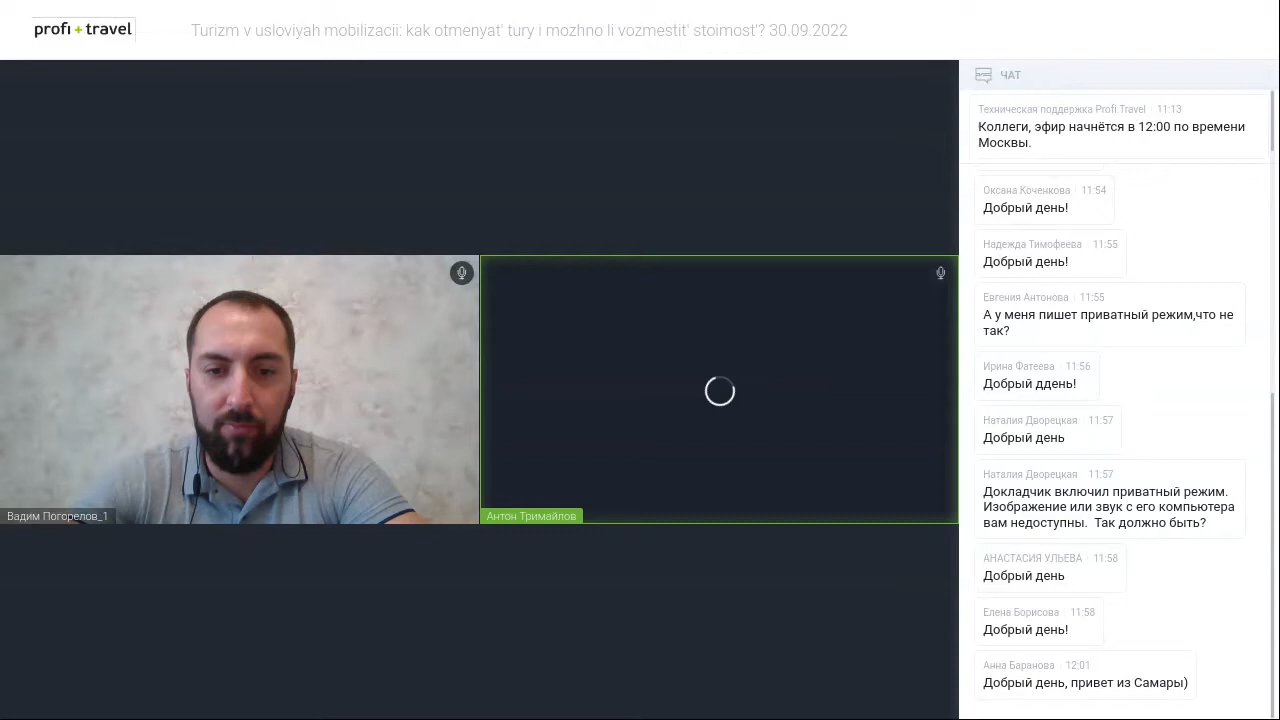 profi + travel
Turizm v usloviyah mobilizacii: kak otmenyat' tury i mozhno li vozmestit' stoimost'? 30.09.2022
Вадим Погорелов_1
Антон Тримайлов
ЧАТ
Техническая поддержка Profi.Travel · 11:13
Коллеги, эфир начнётся в 12:00 по времени
Москвы.
Оксана Коченкова · 11:54
Добрый день!
Надежда Тимофеева · 11:55
Добрый день!
Евгения Антонова · 11:55
А у меня пишет приватный режим,что не
так?
Ирина Фатеева · 11:56
Добрый ддень!
Наталия Дворецкая · 11:57
Добрый день
Наталия Дворецкая · 11:57
Докладчик включил приватный режим.
Изображение или звук с его компьютера
вам недоступны. Так должно быть?
АНАСТАСИЯ УЛЬЕВА · 11:58
Добрый день
Елена Борисова · 11:58
Добрый день!
Анна Баранова · 12:01
Добрый день, привет из Самары)